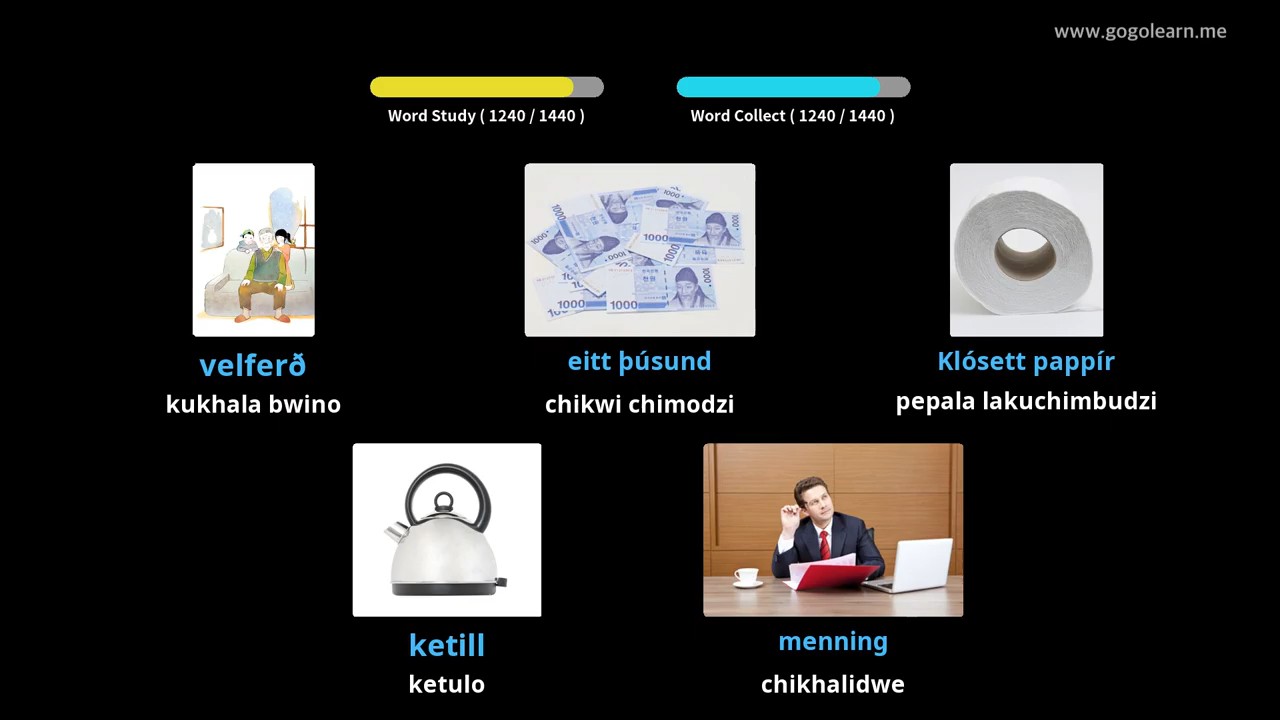 www.gogolearn.me
Word Study ( 1240 / 1440 )
Word Collect ( 1240 / 1440 )
velferð
kukhala bwino
eitt þúsund
chikwi chimodzi
Klósett pappír
pepala lakuchimbudzi
ketill
ketulo
menning
chikhalidwe